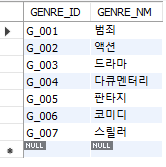 GENRE_ID GENRE_NM
G_001 범죄
G_002 액션
G_003 드라마
G_004 다큐멘터리
G_005 판타지
G_006 코미디
G_007 스릴러
NULL NULL